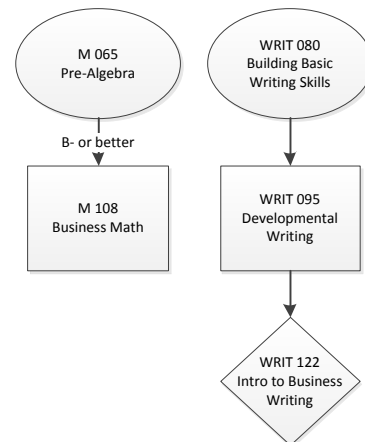 M 065
Pre-Algebra
B- or better
M 108
Business Math
WRIT 080
Building Basic
Writing Skills
WRIT 095
Developmental
Writing
WRIT 122
Intro to Business
Writing